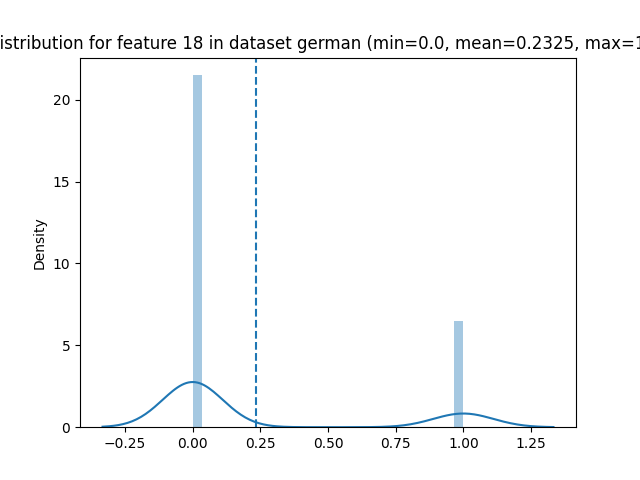 istribution for feature 18 in dataset german (min=0.0, mean=0.2325, max=1
Density
20
15
10
5
0
−0.25 0.00 0.25 0.50 0.75 1.00 1.25